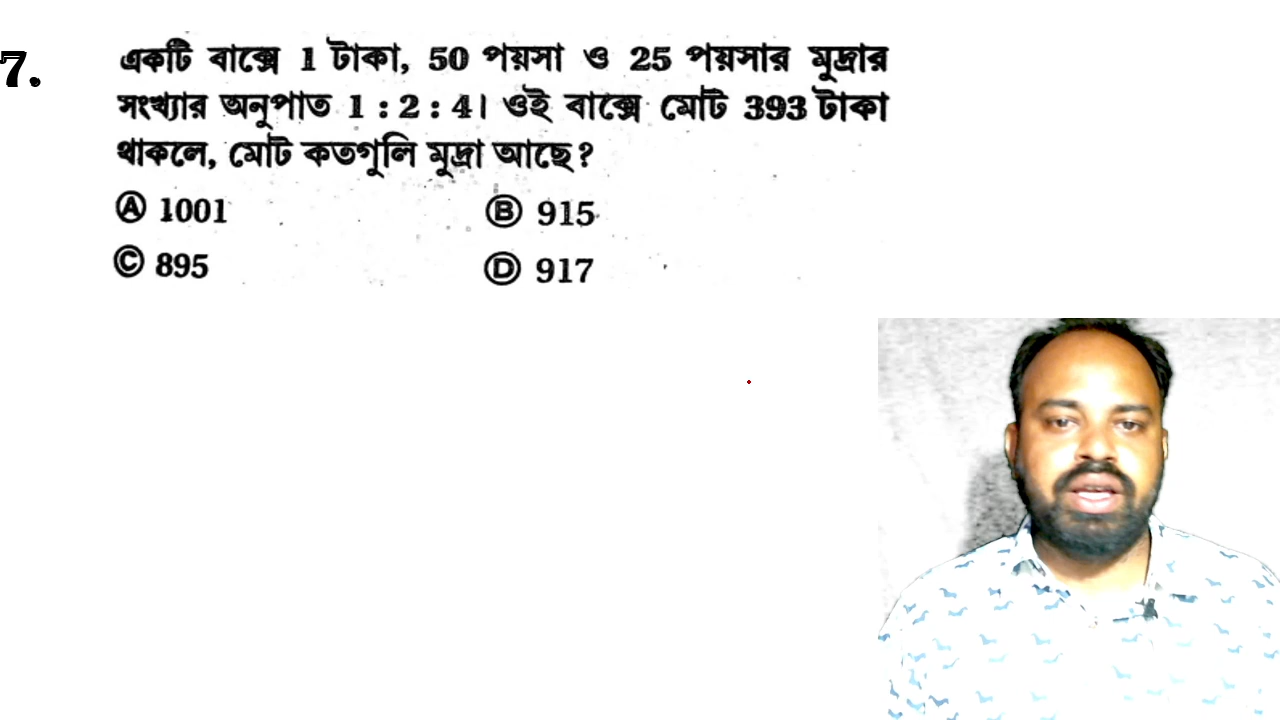 7. একটি বাক্সে 1 টাকা, 50 পয়সা ও 25 পয়সার মুদ্রার
সংখ্যার অনুপাত 1 : 2 : 4। ওই বাক্সে মোট 393 টাকা
থাকলে, মোট কতগুলি মুদ্রা আছে?
Ⓐ 1001 Ⓑ 915
Ⓒ 895 Ⓓ 917